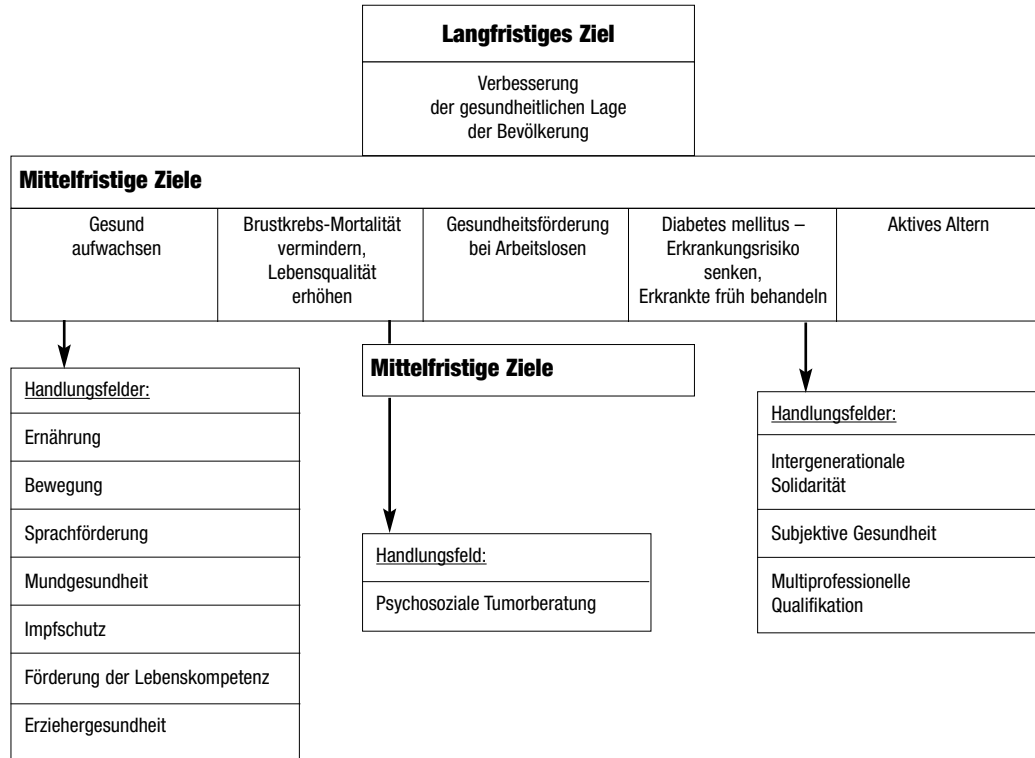 Langfristiges Ziel
Verbesserung
der gesundheitlichen Lage
der Bevölkerung
Mittelfristige Ziele
Gesund
aufwachsen
Brustkrebs-Mortalität
vermindern,
Lebensqualität
erhöhen
Gesundheitsförderung
bei Arbeitslosen
Diabetes mellitus –
Erkrankungsrisiko
senken,
Erkrankte früh behandeln
Aktives Altern
Handlungsfelder:
Ernährung
Bewegung
Sprachförderung
Mundgesundheit
Impfschutz
Förderung der Lebenskompetenz
Erziehergesundheit
Mittelfristige Ziele
Handlungsfeld:
Psychosoziale Tumorberatung
Handlungsfelder:
Intergenerationale
Solidarität
Subjektive Gesundheit
Multiprofessionelle
Qualifikation